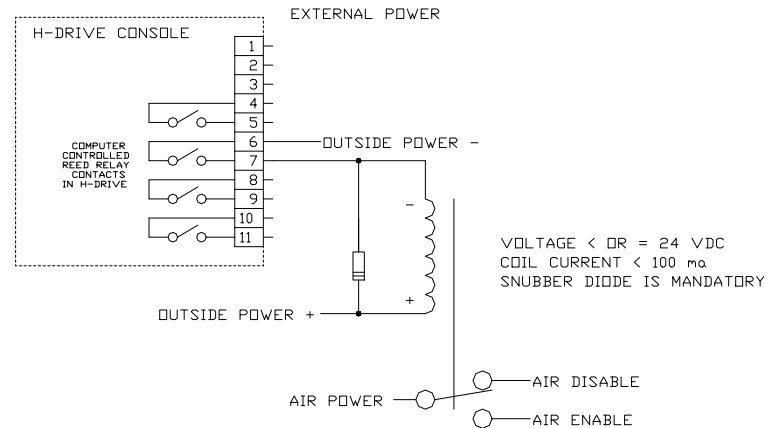 EXTERNAL POWER
H-DRIVE CONSOLE
1
2
3
4
5
6
7
8
9
10
11
COMPUTER
CONTROLLED
REED RELAY
CONTACTS
IN H-DRIVE
OUTSIDE POWER -
-
+
OUTSIDE POWER +
VOLTAGE < OR = 24 VDC
COIL CURRENT < 100 ma
SNUBBER DIODE IS MANDATORY
AIR POWER
AIR DISABLE
AIR ENABLE